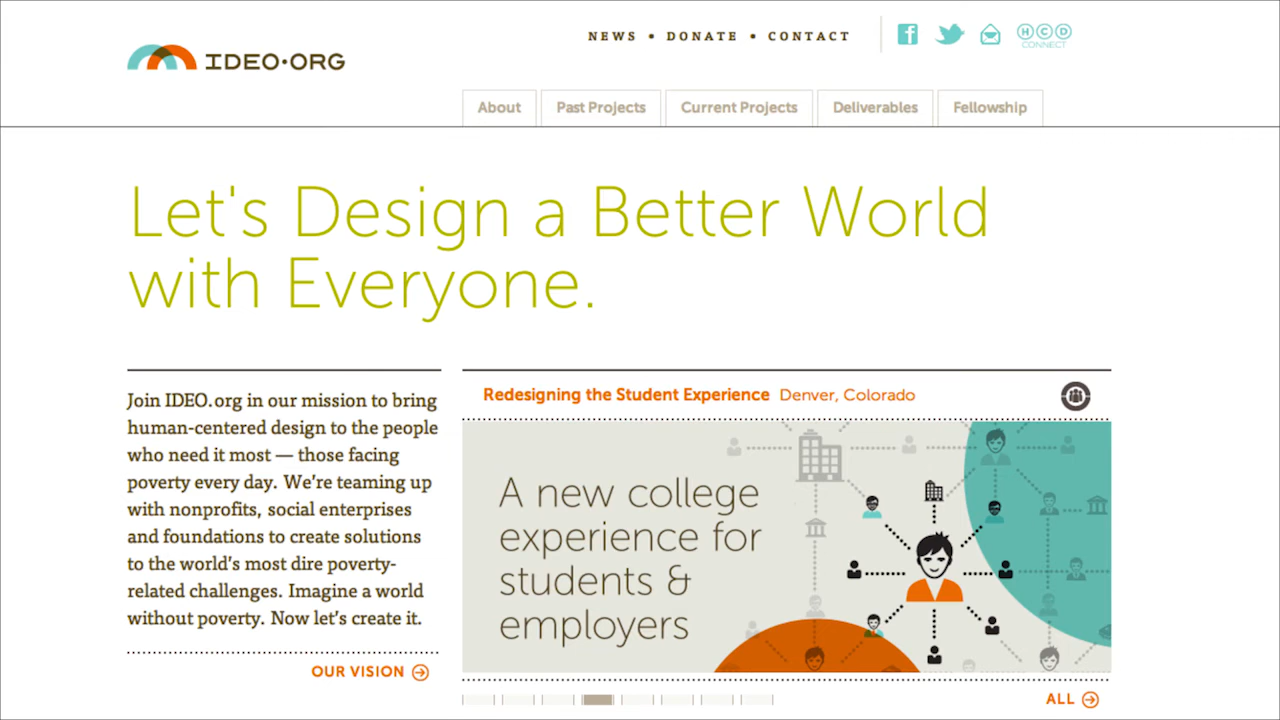 IDEO•ORG
NEWS • DONATE • CONTACT
HCD
CONNECT
About
Past Projects
Current Projects
Deliverables
Fellowship
Let's Design a Better World
with Everyone.
Join IDEO.org in our mission to bring
human-centered design to the people
who need it most — those facing
poverty every day. We're teaming up
with nonprofits, social enterprises
and foundations to create solutions
to the world's most dire poverty-
related challenges. Imagine a world
without poverty. Now let's create it.
OUR VISION
Redesigning the Student Experience Denver, Colorado
A new college
experience for
students &
employers
ALL